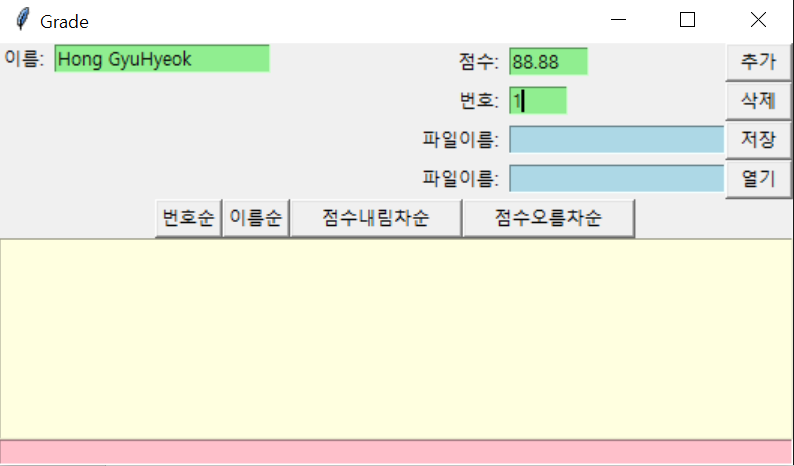 Grade
이름: Hong GyuHyeok 점수: 88.88 추가
번호: 1 삭제
파일이름: 저장
파일이름: 열기
번호순 이름순 점수내림차순 점수오름차순